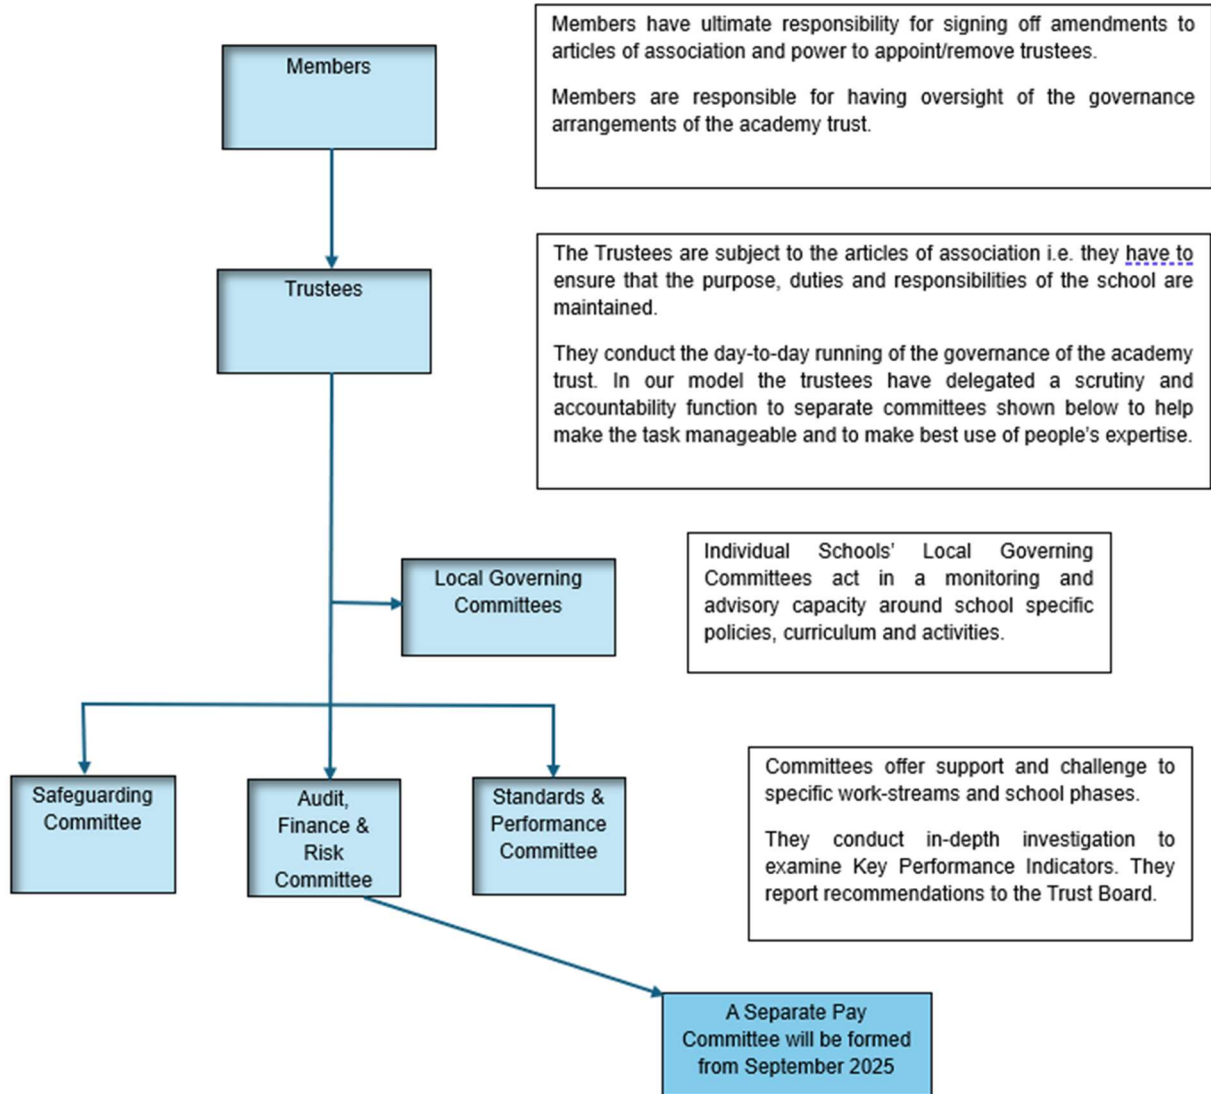 Members
Members have ultimate responsibility for signing off amendments to
articles of association and power to appoint/remove trustees.
Members are responsible for having oversight of the governance
arrangements of the academy trust.
Trustees
The Trustees are subject to the articles of association i.e. they have to
ensure that the purpose, duties and responsibilities of the school are
maintained.
They conduct the day-to-day running of the governance of the academy
trust. In our model the trustees have delegated a scrutiny and
accountability function to separate committees shown below to help
make the task manageable and to make best use of people's expertise.
Local Governing
Committees
Individual Schools' Local Governing
Committees act in a monitoring and
advisory capacity around school specific
policies, curriculum and activities.
Safeguarding
Committee
Audit,
Finance &
Risk
Committee
Standards &
Performance
Committee
Committees offer support and challenge to
specific work-streams and school phases.
They conduct in-depth investigation to
examine Key Performance Indicators. They
report recommendations to the Trust Board.
A Separate Pay
Committee will be formed
from September 2025